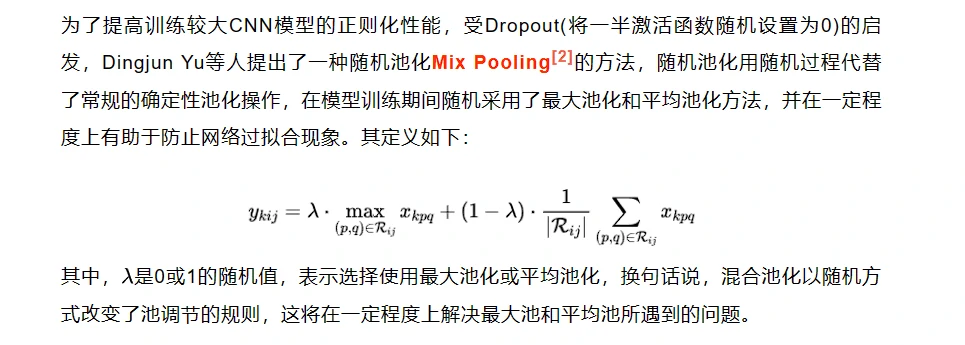 为了提高训练较大CNN模型的正则化性能，受Dropout(将一半激活函数随机设置为0)的启
发，Dingjun Yu等人提出了一种随机池化Mix Pooling[2]的方法，随机池化用随机过程代替
了常规的确定性池化操作，在模型训练期间随机采用了最大池化和平均池化方法，并在一定程
度上有助于防止网络过拟合现象。其定义如下：
y_{kij} = λ · max_{(p,q)∈R_{ij}} x_{kpq} + (1 − λ) · \frac{1}{|R_{ij}|} ∑_{(p,q)∈R_{ij}} x_{kpq}
其中，λ是0或1的随机值，表示选择使用最大池化或平均池化，换句话说，混合池化以随机方
式改变了池调节的规则，这将在一定程度上解决最大池和平均池所遇到的问题。